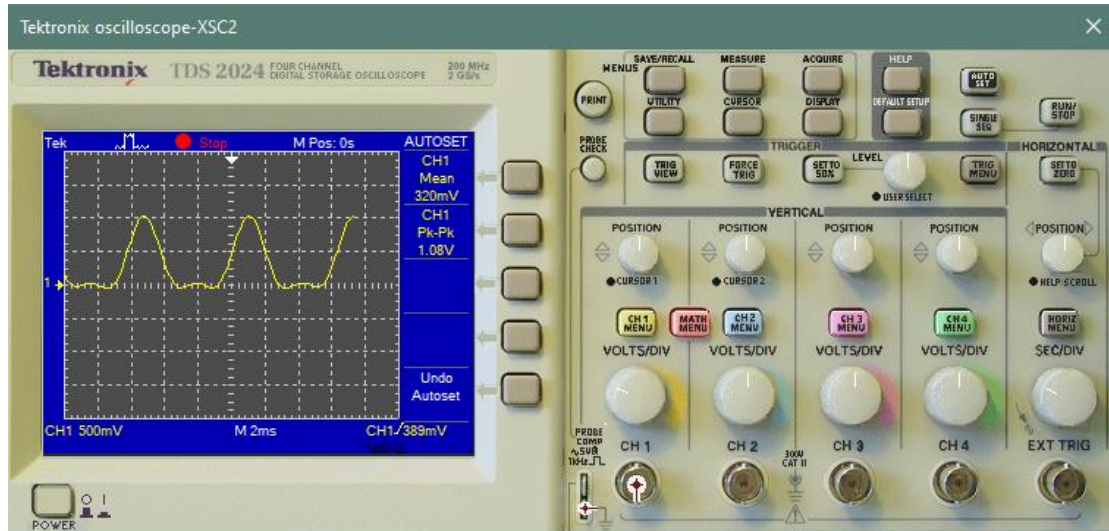 Tektronix oscilloscope-XSC2
Tektronix TDS 2024 FOUR CHANNEL DIGITAL STORAGE OSCILLOSCOPE 200 MHz 2 GS/s
Tek Stop M Pos: 0s AUTOSET
CH1
Mean
320mV
CH1
Pk-Pk
1.08V
1
Undo
Autoset
CH1 500mV M 2ms CH1 389mV
POWER
MENUS
SAVE/RECALL MEASURE ACQUIRE HELP
PRINT
UTILITY CURSOR DISPLAY DEFAULT SETUP
AUTO SET
SINGLE SEQ
RUN/STOP
PROBE CHECK
TRIGGER
TRIG VIEW
FORCE TRIG
SET TO 50%
LEVEL
USER SELECT
TRIG MENU
HORIZONTAL
SET TO ZERO
VERTICAL
POSITION POSITION POSITION POSITION POSITION
CURSOR 1 CURSOR 2 HELP SCROLL
CH 1 MENU
MATH MENU
CH 2 MENU
CH 3 MENU
CH 4 MENU
HORIZ MENU
VOLTS/DIV VOLTS/DIV VOLTS/DIV VOLTS/DIV SEC/DIV
PROBE COMP
~5V
1kHz
CH 1 CH 2 CH 3 CH 4 EXT TRIG
300V
CAT II